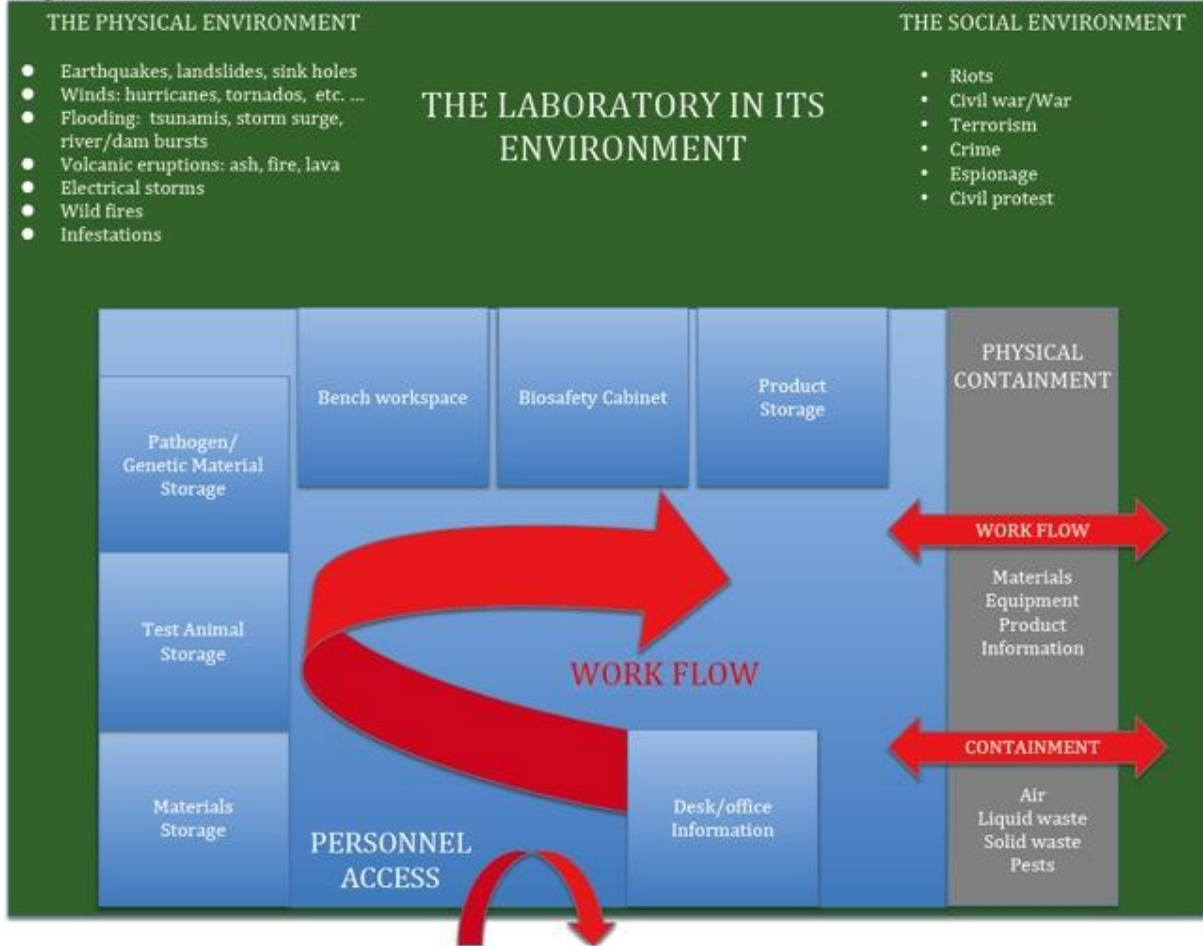 THE PHYSICAL ENVIRONMENT
● Earthquakes, landslides, sink holes
● Winds: hurricanes, tornados, etc. ...
● Flooding: tsunamis, storm surge,
river/dam bursts
● Volcanic eruptions: ash, fire, lava
● Electrical storms
● Wild fires
● Infestations
THE LABORATORY IN ITS
ENVIRONMENT
THE SOCIAL ENVIRONMENT
• Riots
• Civil war/War
• Terrorism
• Crime
• Espionage
• Civil protest
Pathogen/
Genetic Material
Storage
Bench workspace
Biosafety Cabinet
Product
Storage
Test Animal
Storage
Materials
Storage
WORK FLOW
PERSONNEL
ACCESS
Desk/office
Information
PHYSICAL
CONTAINMENT
WORK FLOW
Materials
Equipment
Product
Information
CONTAINMENT
Air
Liquid waste
Solid waste
Pests